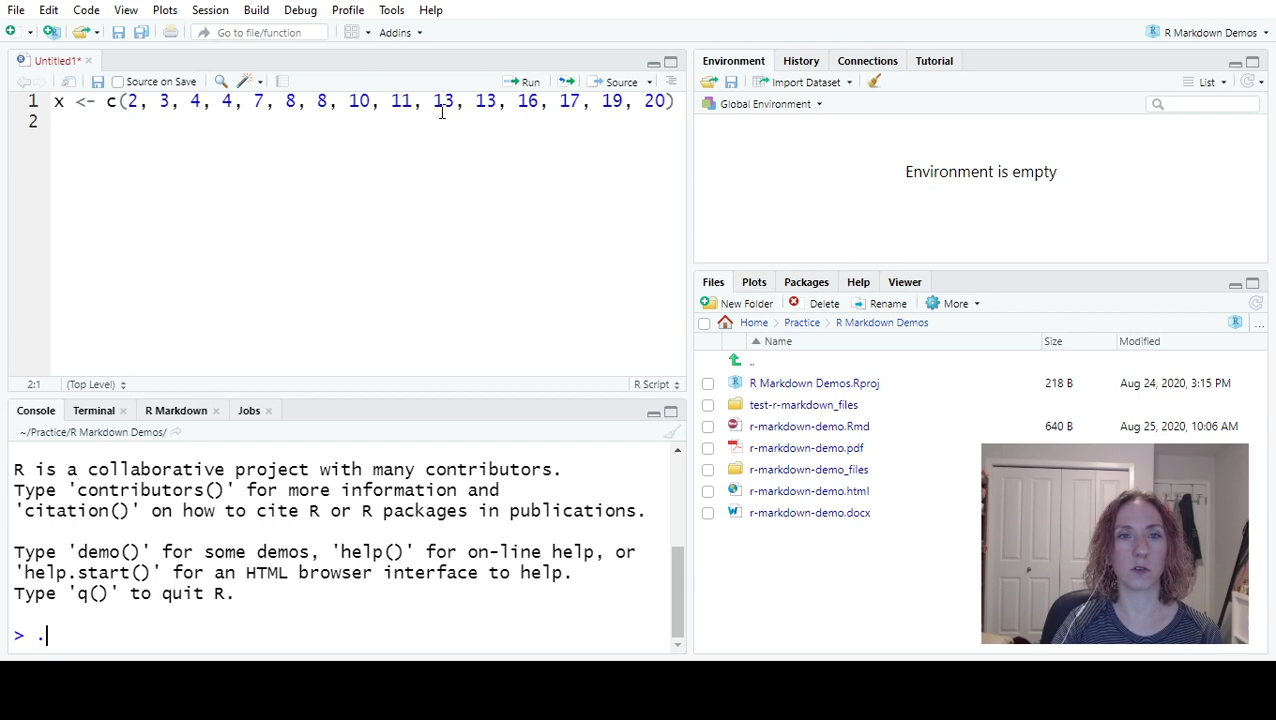 File Edit Code View Plots Session Build Debug Profile Tools Help
Go to file/function Addins R Markdown Demos
Untitled1*
Source on Save Run Source
1 x <- c(2, 3, 4, 4, 7, 8, 8, 10, 11, 13, 13, 16, 17, 19, 20)
2
2:1 (Top Level) R Script
Console Terminal R Markdown Jobs
~/Practice/R Markdown Demos/
R is a collaborative project with many contributors.
Type 'contributors()' for more information and
'citation()' on how to cite R or R packages in publications.
Type 'demo()' for some demos, 'help()' for on-line help, or
'help.start()' for an HTML browser interface to help.
Type 'q()' to quit R.
> .
Environment History Connections Tutorial
Import Dataset List
Global Environment
Environment is empty
Files Plots Packages Help Viewer
New Folder Delete Rename More
Home Practice R Markdown Demos ...
Name Size Modified
..
R Markdown Demos.Rproj 218 B Aug 24, 2020, 3:15 PM
test-r-markdown_files
r-markdown-demo.Rmd 640 B Aug 25, 2020, 10:06 AM
r-markdown-demo.pdf
r-markdown-demo_files
r-markdown-demo.html
r-markdown-demo.docx